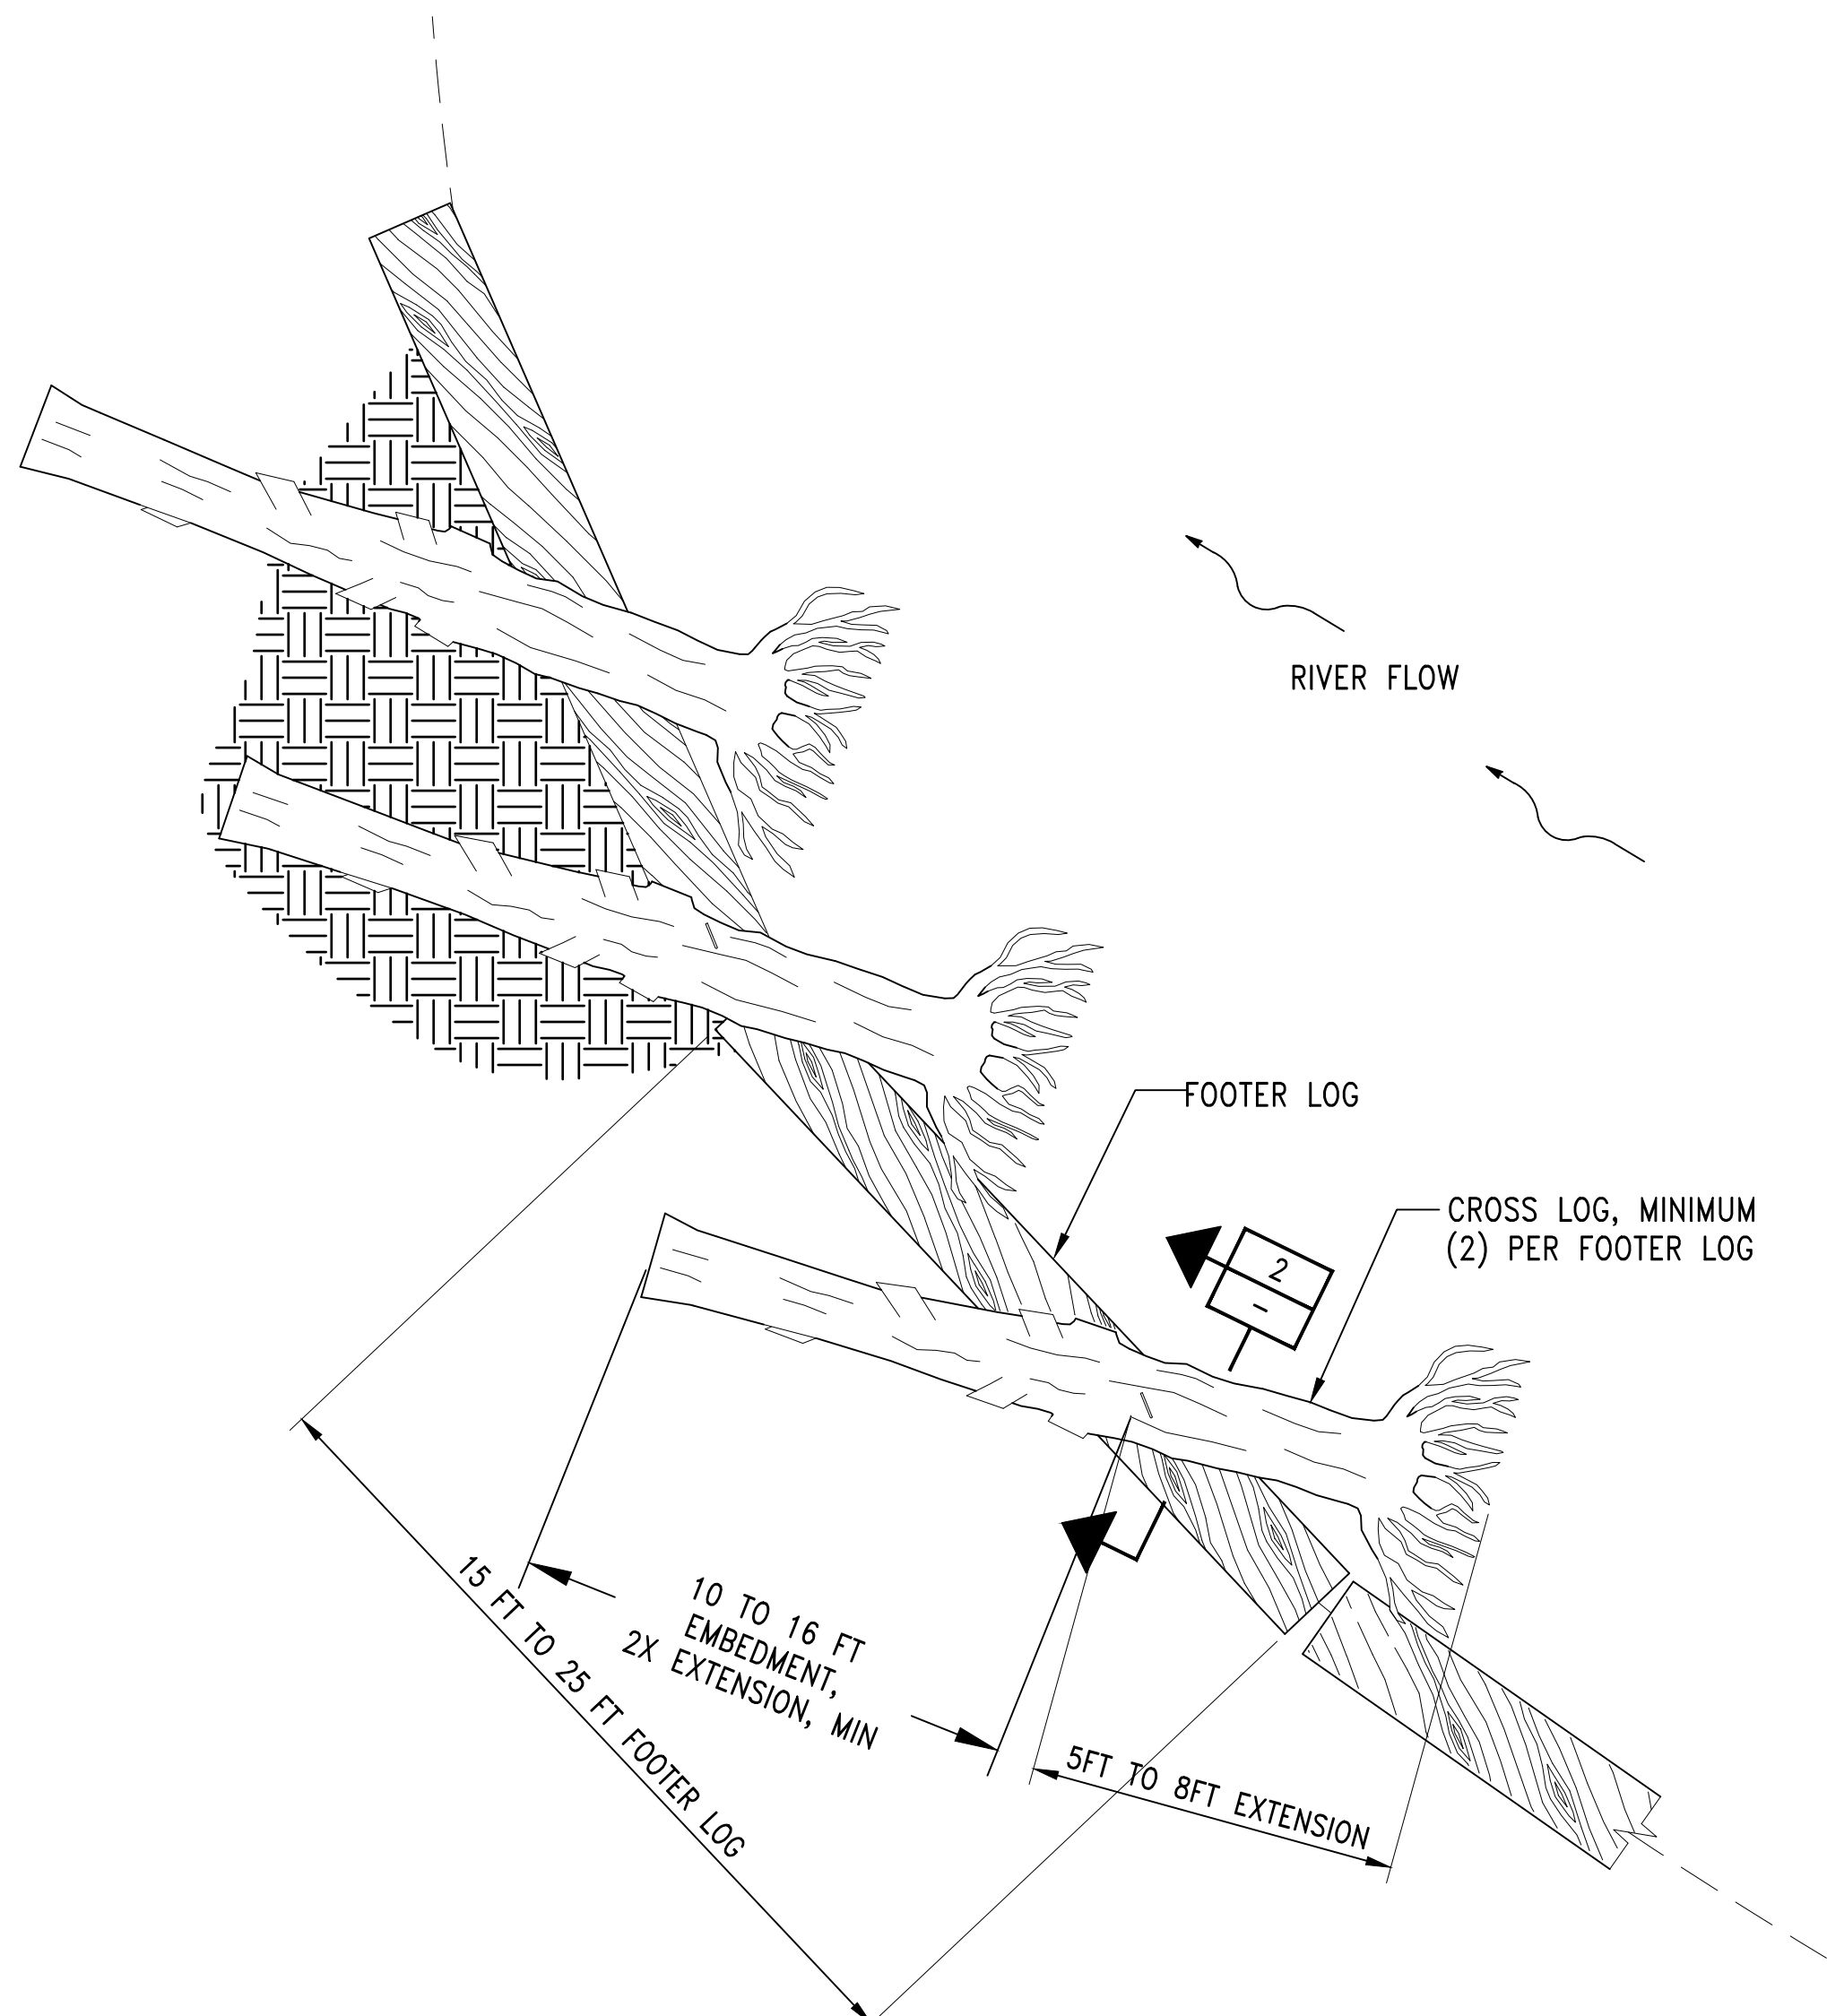 RIVER FLOW
FOOTER LOG
CROSS LOG, MINIMUM
(2) PER FOOTER LOG
2
-
10 TO 16 FT
EMBEDMENT,
2X EXTENSION, MIN
15 FT TO 25 FT FOOTER LOG
5FT TO 8FT EXTENSION